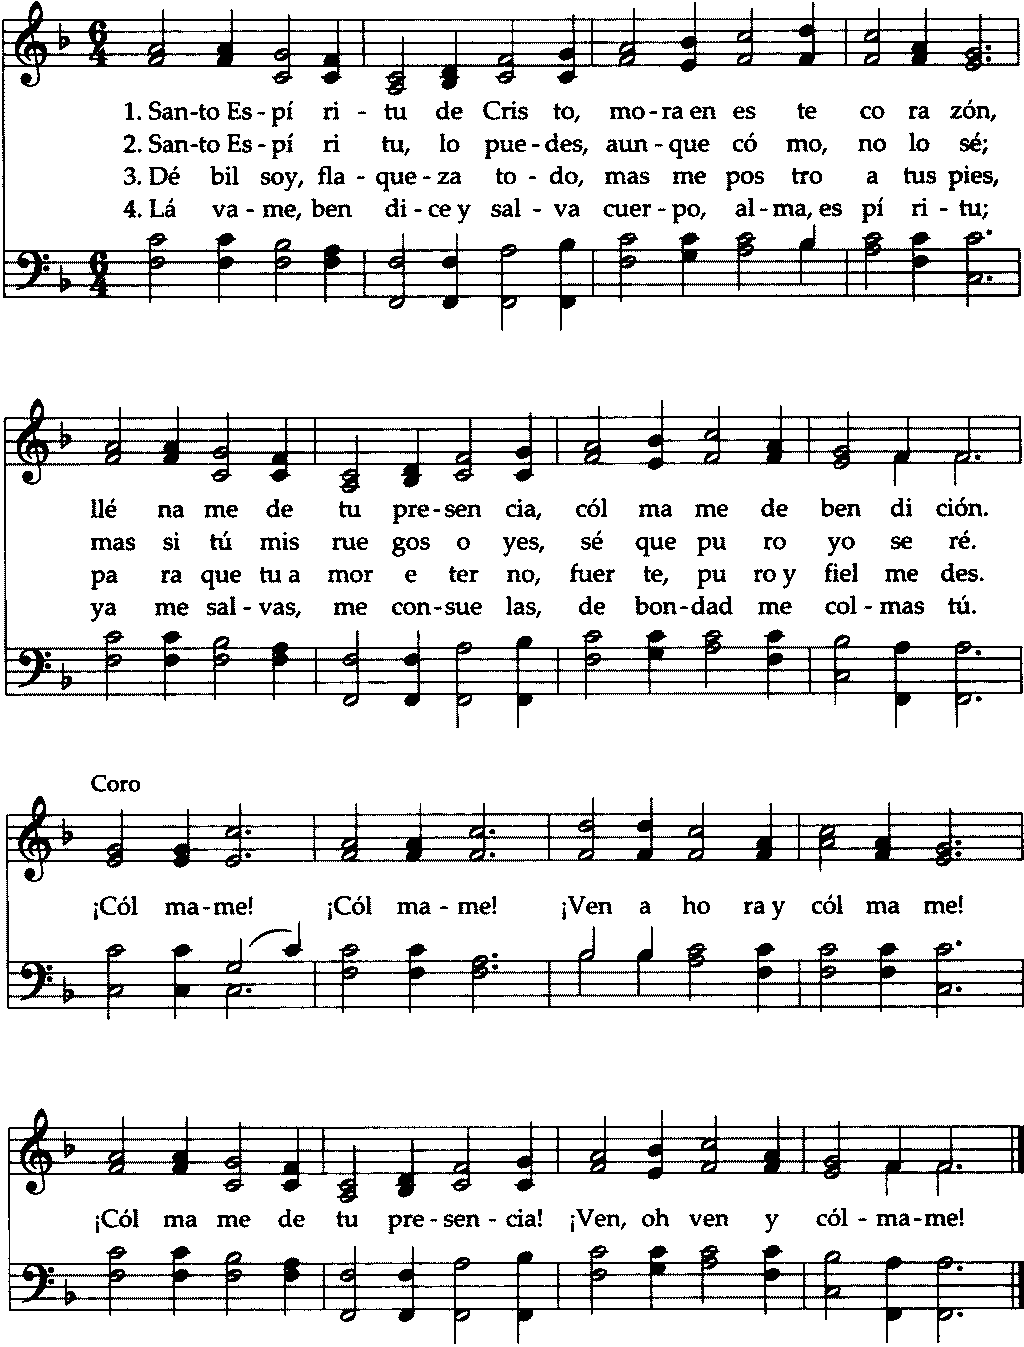 6 4
1. San-to Es-pí ri - tu de Cris to, mo-ra en es te co ra zón,
2. San-to Es-pí ri tu, lo pue-des, aun-que có mo, no lo sé;
3. Dé bil soy, fla-que-za to-do, mas me pos tro a tus pies,
4. Lá va-me, ben di-ce y sal-va cuer-po, al-ma, es pí ri-tu;
6 4
llé na me de tu pre-sen cia, cól ma me de ben di ción.
mas si tú mis rue gos o yes, sé que pu ro yo se ré.
pa ra que tu a mor e ter no, fuer te, pu ro y fiel me des.
ya me sal-vas, me con-sue las, de bon-dad me col-mas tú.
Coro
¡Cól ma-me! ¡Cól ma-me! ¡Ven a ho ra y cól ma me!
¡Cól ma me de tu pre-sen-cia! ¡Ven, oh ven y cól-ma-me!